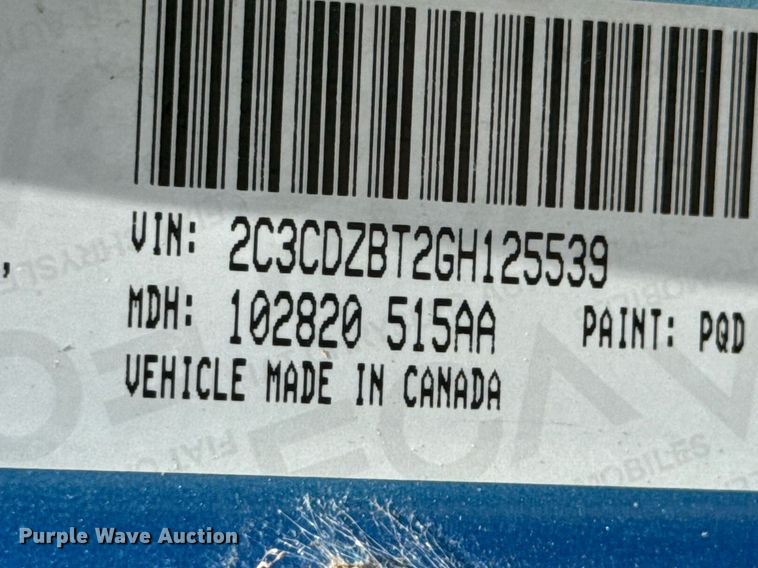 VIN: 2C3CDZBT2GH125539
MDH: 102820 515AA PAINT: PQD
VEHICLE MADE IN CANADA
Purple Wave Auction